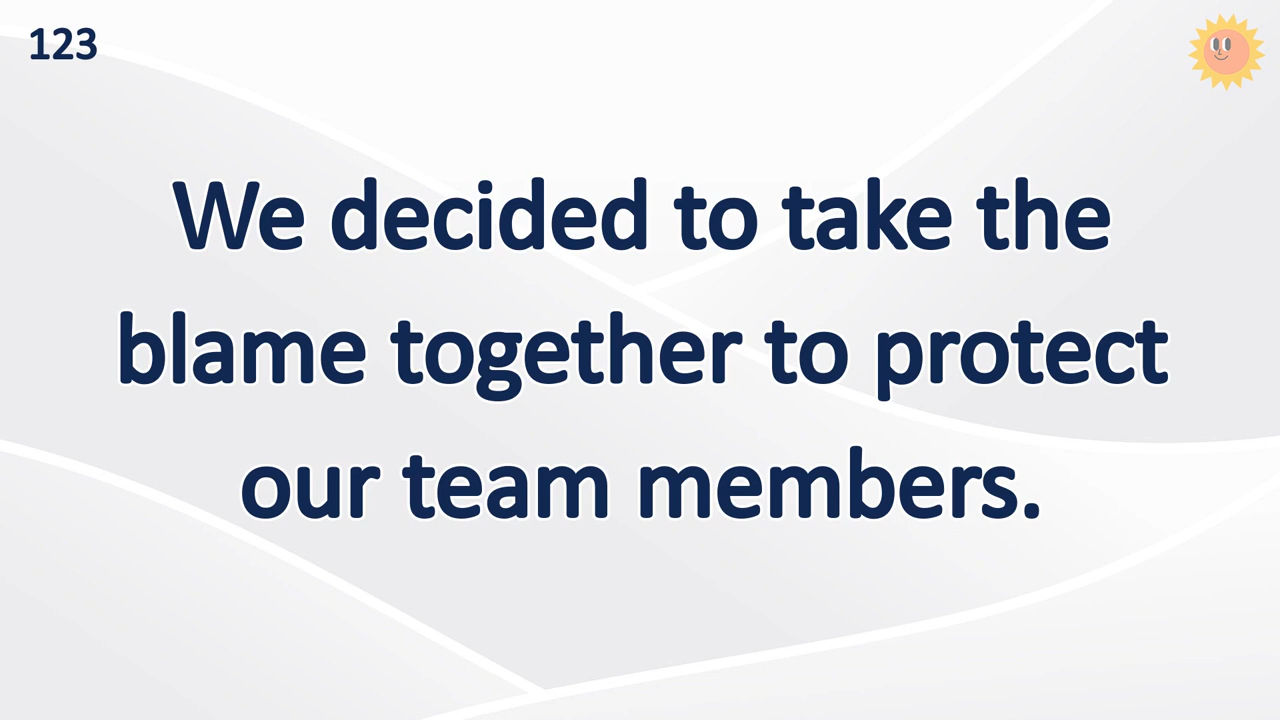 123
We decided to take the
blame together to protect
our team members.